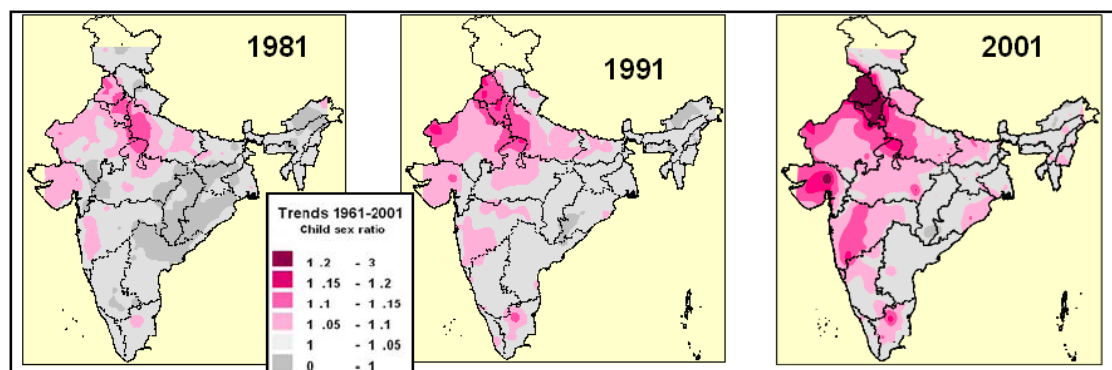 1981
1991
2001
Trends 1961-2001
Child sex ratio
1 .2 - 3
1 .15 - 1 .2
1 .1 - 1 .15
1 .05 - 1 .1
1 - 1 .05
0 - 1